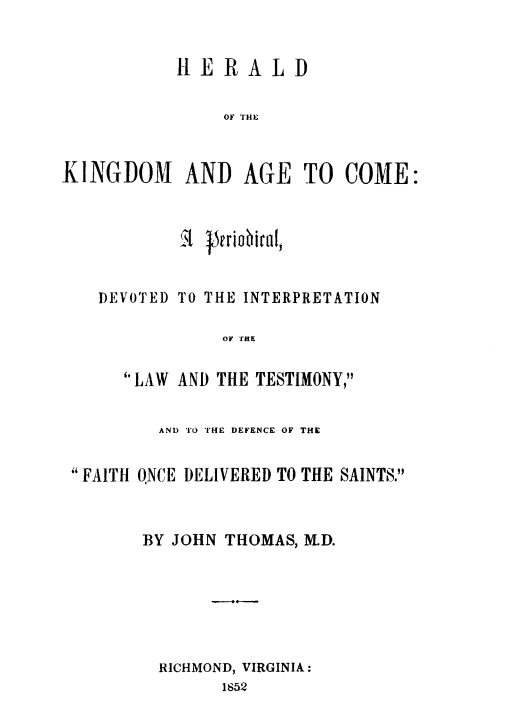 HERALD
OF THE
KINGDOM AND AGE TO COME:
A Periodical,
DEVOTED TO THE INTERPRETATION
OF THE
“LAW AND THE TESTIMONY,”
AND TO THE DEFENCE OF THE
“FAITH ONCE DELIVERED TO THE SAINTS.”
BY JOHN THOMAS, M.D.
RICHMOND, VIRGINIA:
1852